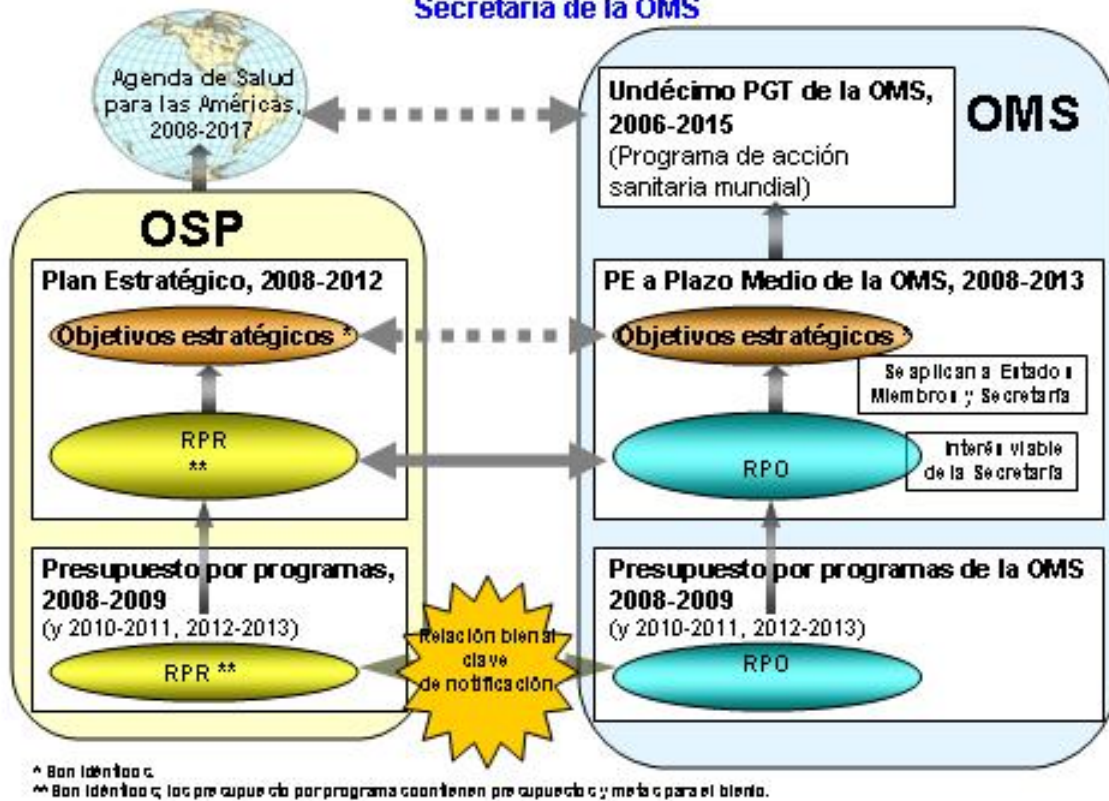 Secretaría de la OMS
Agenda de Salud
para las Américas,
2008-2017
Undécimo PGT de la OMS,
2006-2015
(Programa de acción
sanitaria mundial)
OMS
OSP
Plan Estratégico, 2008-2012
Objetivos estratégicos *
RPR
**
PE a Plazo Medio de la OMS, 2008-2013
Objetivos estratégicos *
Se aplican a Estados
Miembros y Secretaría
RPO
Interés viable
de la Secretaría
Presupuesto por programas,
2008-2009
(y 2010-2011, 2012-2013)
RPR **
Relación bienal
clave
de notificación
Presupuesto por programas de la OMS
2008-2009
(y 2010-2011, 2012-2013)
RPO
* Son idénticos.
** Son idénticos; los presupuesto por programa contienen presupuestos y metas para el bienio.